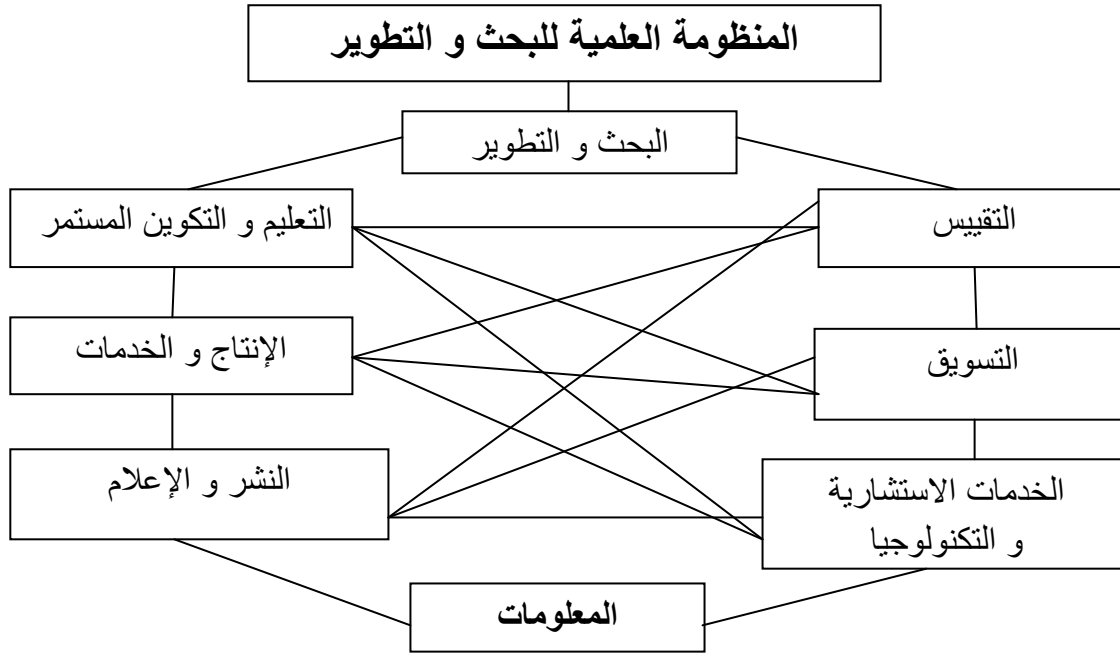 المنظومة العلمية للبحث و التطوير
البحث و التطوير
التقييس
التعليم و التكوين المستمر
التسويق
الإنتاج و الخدمات
الخدمات الاستشارية
و التكنولوجيا
النشر و الإعلام
المعلومات